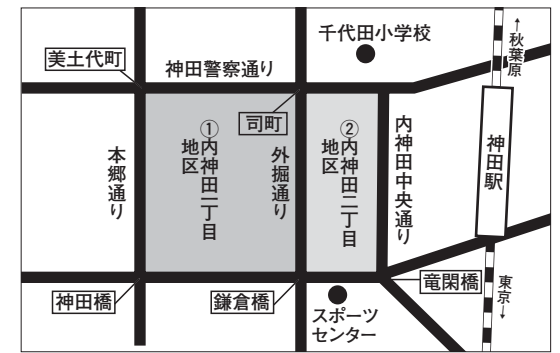 千代田小学校
←秋葉原
美土代町
神田警察通り
司町
本郷通り
①内神田一丁目
地区
外掘通り
②内神田二丁目
地区
内神田中央通り
神田駅
神田橋
鎌倉橋
スポーツ
センター
竜閑橋
東京→